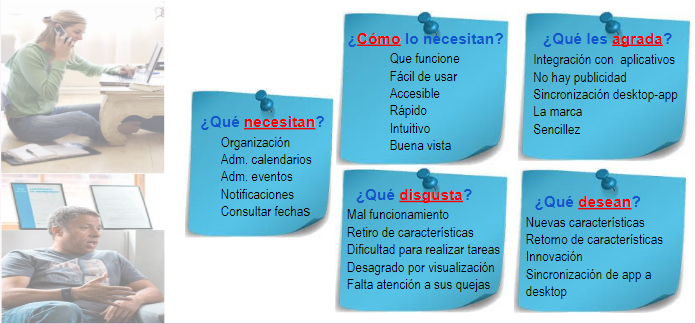 ¿Qué necesitan?
Organización
Adm. calendarios
Adm. eventos
Notificaciones
Consultar fechas
¿Cómo lo necesitan?
Que funcione
Fácil de usar
Accesible
Rápido
Intuitivo
Buena vista
¿Qué les agrada?
Integración con aplicativos
No hay publicidad
Sincronización desktop-app
La marca
Sencillez
¿Qué disgusta?
Mal funcionamiento
Retiro de características
Dificultad para realizar tareas
Desagrado por visualización
Falta atención a sus quejas
¿Qué desean?
Nuevas características
Retorno de características
Innovación
Sincronización de app a
desktop